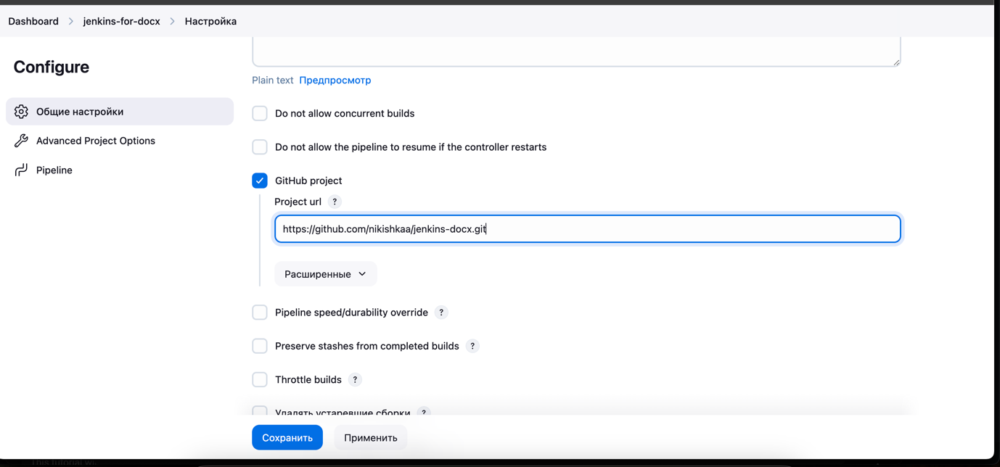 Dashboard > jenkins-for-docx > Настройка
Configure
Общие настройки
Advanced Project Options
Pipeline
Plain text Предпросмотр
Do not allow concurrent builds
Do not allow the pipeline to resume if the controller restarts
GitHub project
Project url ?
https://github.com/nikishkaa/jenkins-docx.git
Расширенные
Pipeline speed/durability override ?
Preserve stashes from completed builds ?
Throttle builds ?
Удалять устаревшие сборки ?
Сохранить Применить
This tutorial wi.